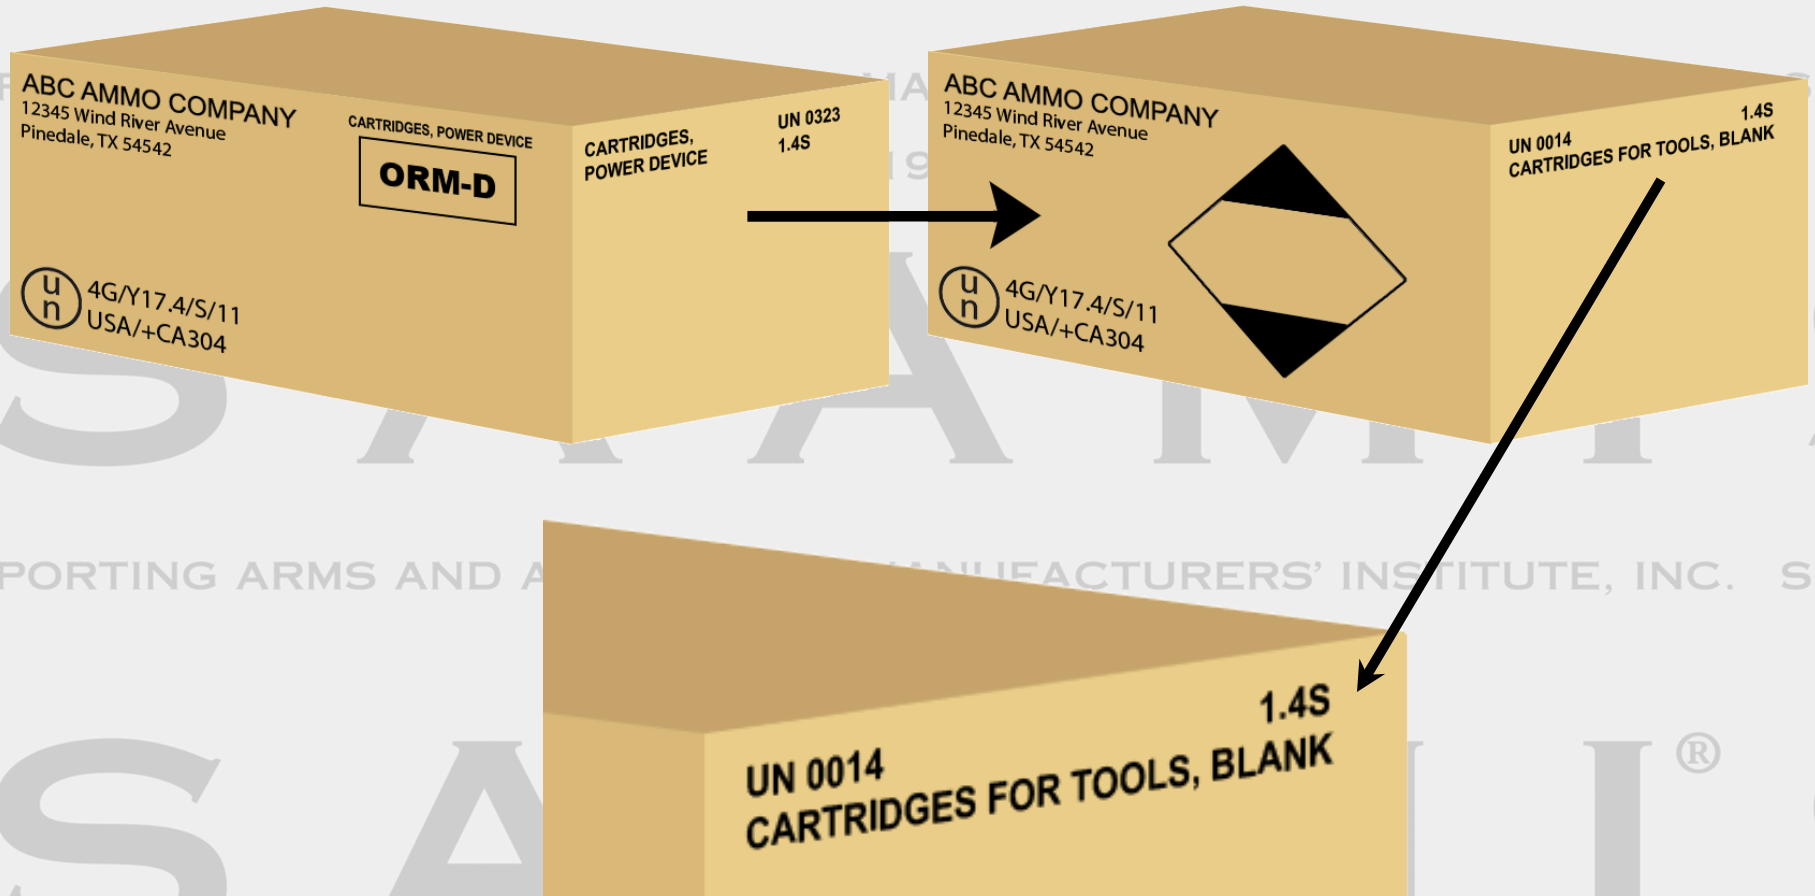 ABC AMMO COMPANY
12345 Wind River Avenue
Pinedale, TX 54542
CARTRIDGES, POWER DEVICE
ORM-D
un
4G/Y17.4/S/11
USA/+CA304
CARTRIDGES,
POWER DEVICE
UN 0323
1.4S
ABC AMMO COMPANY
12345 Wind River Avenue
Pinedale, TX 54542
un
4G/Y17.4/S/11
USA/+CA304
1.4S
UN 0014
CARTRIDGES FOR TOOLS, BLANK
PORTING ARMS AND A
ANUFACTURERS’ INSTITUTE, INC. S
1.4S
UN 0014
CARTRIDGES FOR TOOLS, BLANK
®